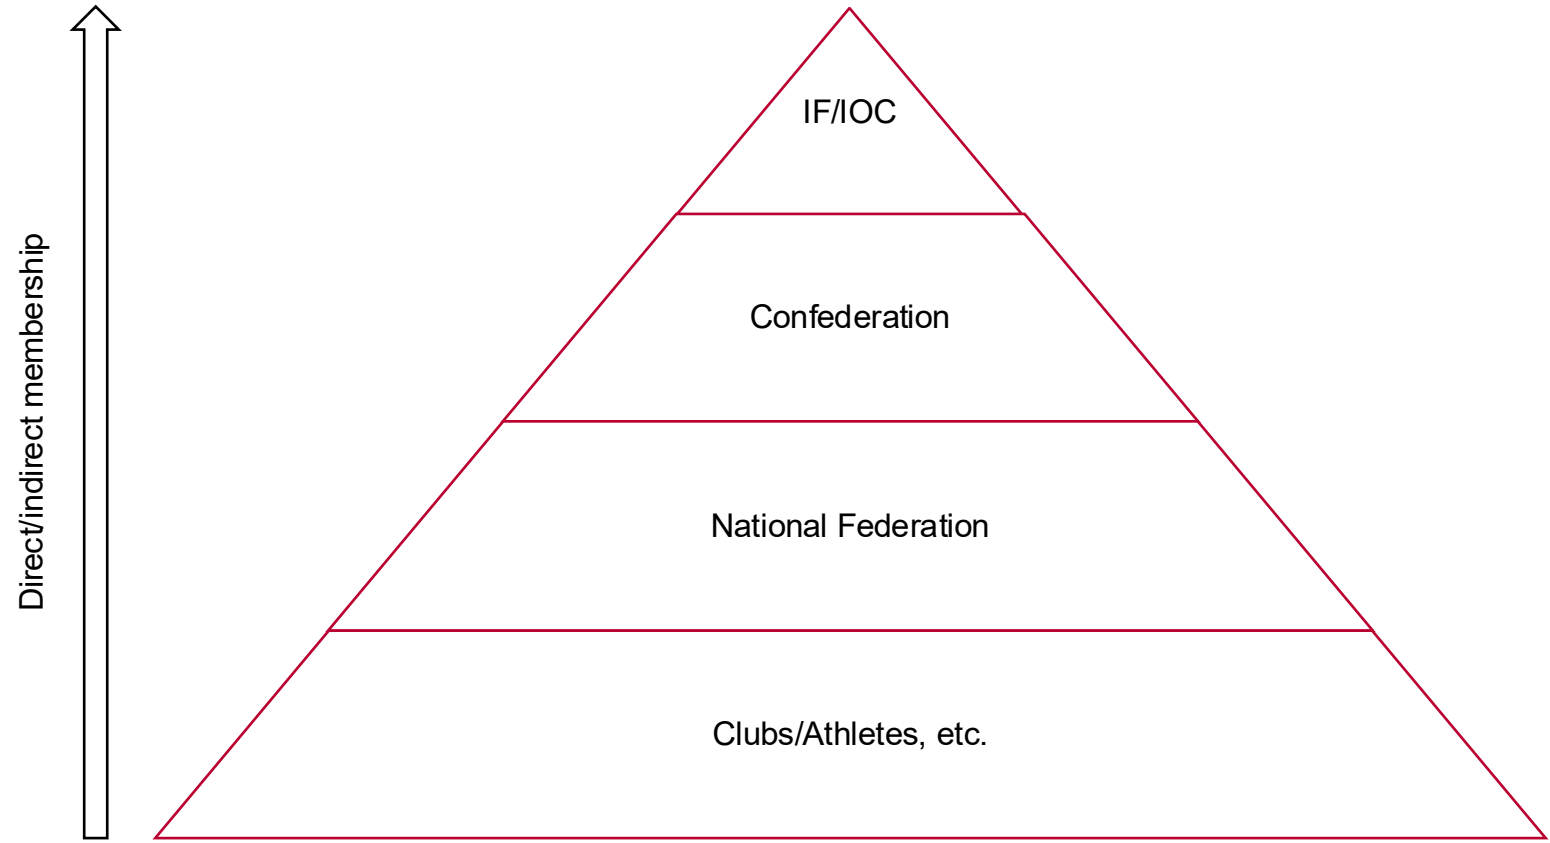 Direct/indirect membership
IF/IOC
Confederation
National Federation
Clubs/Athletes, etc.